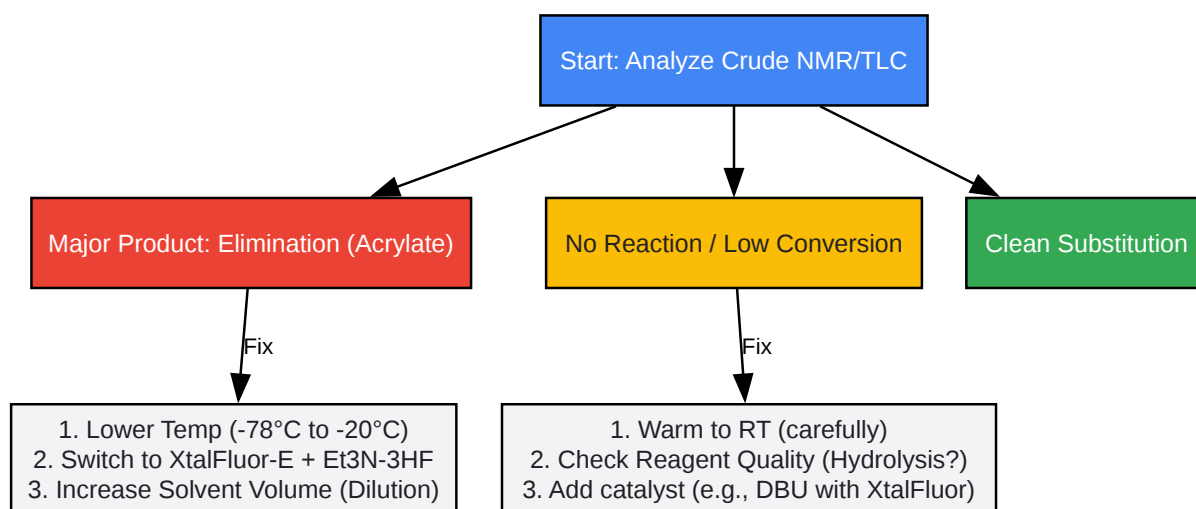 Start: Analyze Crude NMR/TLC
Major Product: Elimination (Acrylate)
No Reaction / Low Conversion
Clean Substitution
Fix
Fix
1. Lower Temp (-78°C to -20°C)
2. Switch to XtalFluor-E + Et3N-3HF
3. Increase Solvent Volume (Dilution)
1. Warm to RT (carefully)
2. Check Reagent Quality (Hydrolysis?)
3. Add catalyst (e.g., DBU with XtalFluor)